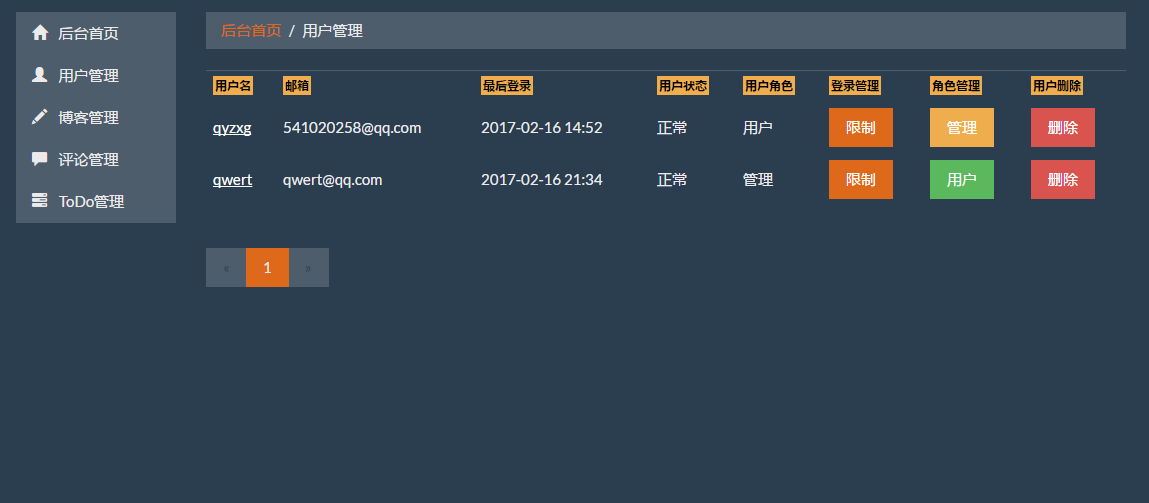 后台首页
用户管理
博客管理
评论管理
ToDo管理
后台首页 / 用户管理
用户名 邮箱 最后登录 用户状态 用户角色 登录管理 角色管理 用户删除
qyzxg 541020258@qq.com 2017-02-16 14:52 正常 用户 限制 管理 删除
qwert qwert@qq.com 2017-02-16 21:34 正常 管理 限制 用户 删除
« 1 »